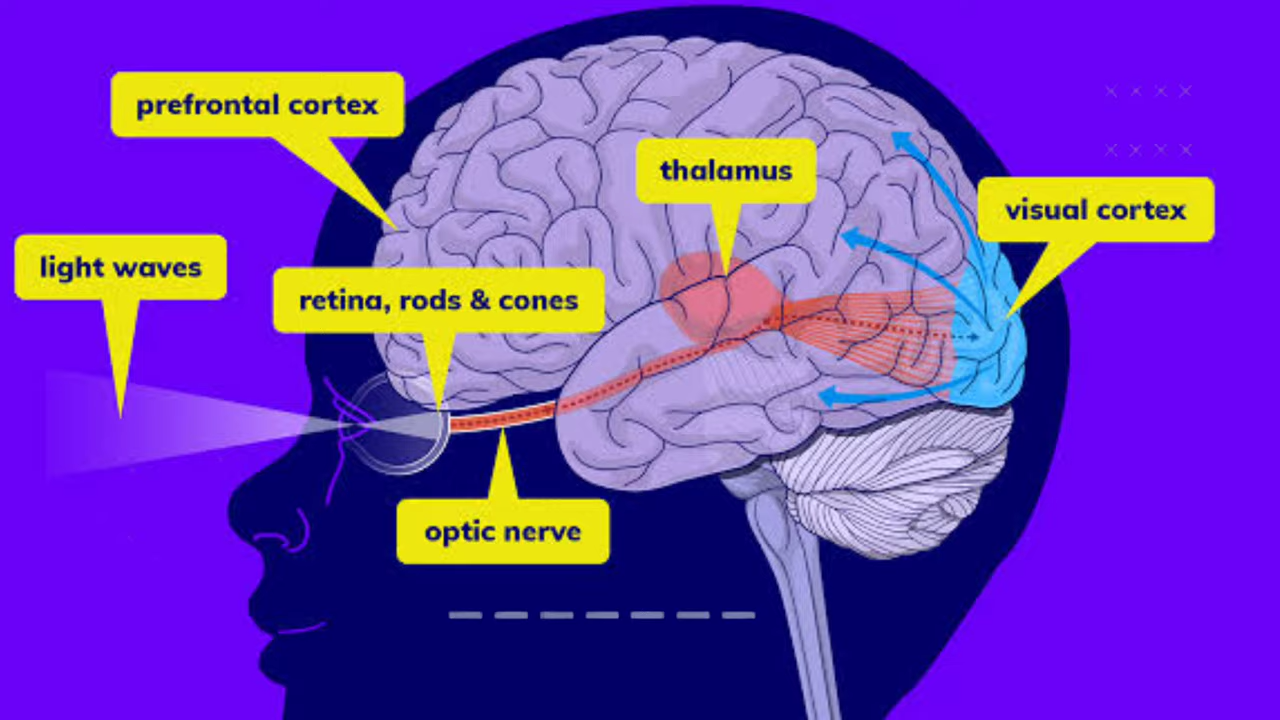 prefrontal cortex
thalamus
visual cortex
light waves
retina, rods & cones
optic nerve